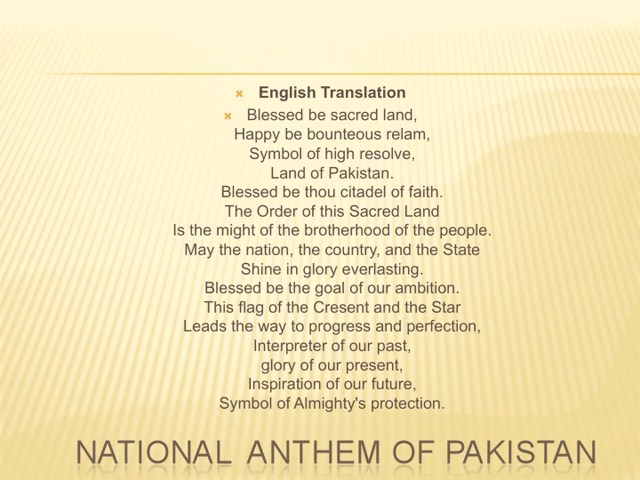 English Translation
Blessed be sacred land,
Happy be bounteous relam,
Symbol of high resolve,
Land of Pakistan.
Blessed be thou citadel of faith.
The Order of this Sacred Land
Is the might of the brotherhood of the people.
May the nation, the country, and the State
Shine in glory everlasting.
Blessed be the goal of our ambition.
This flag of the Cresent and the Star
Leads the way to progress and perfection,
Interpreter of our past,
glory of our present,
Inspiration of our future,
Symbol of Almighty's protection.
NATIONAL ANTHEM OF PAKISTAN